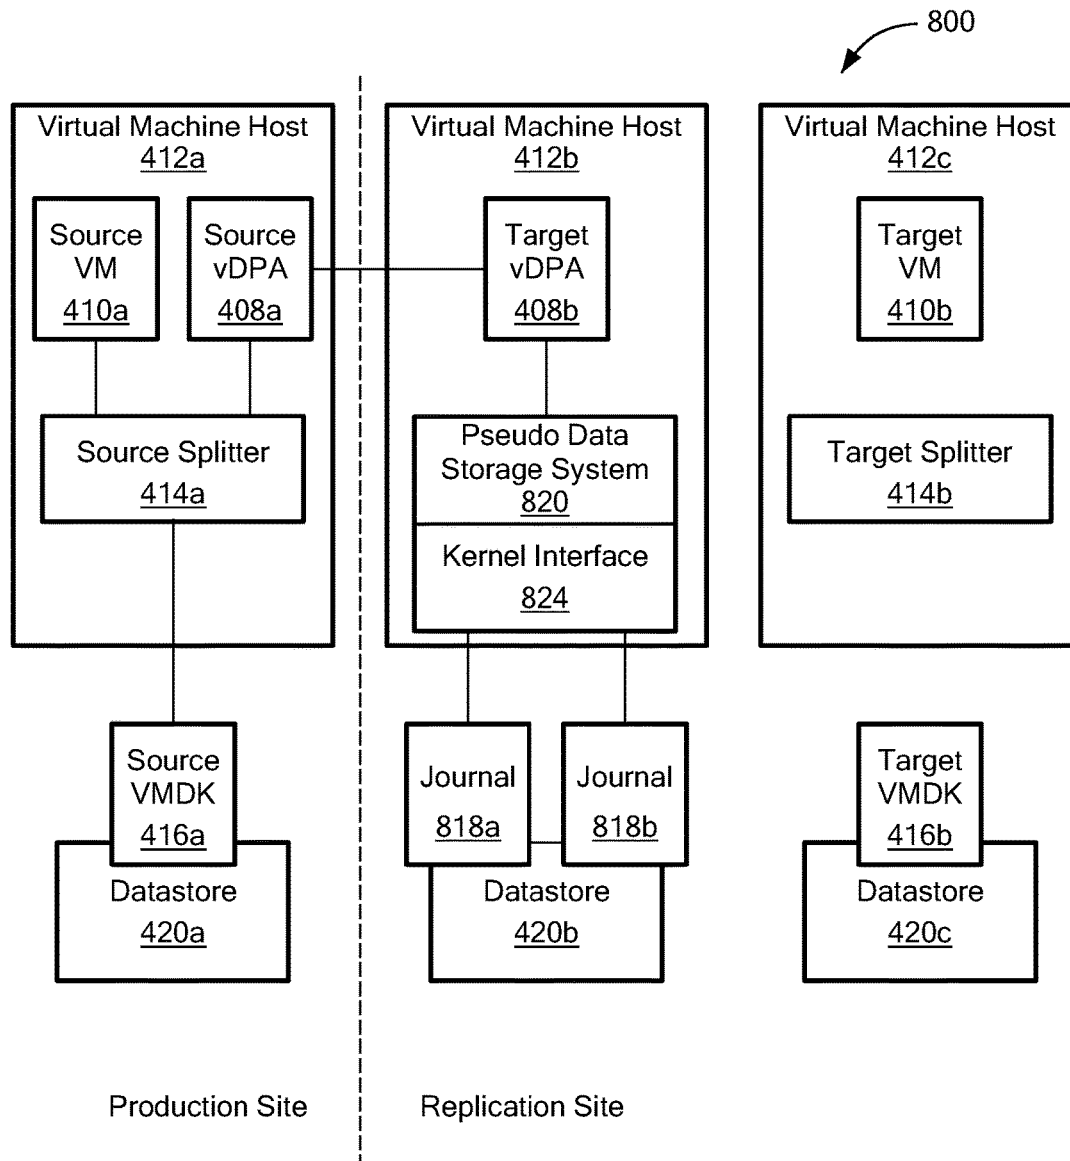 800
Virtual Machine Host
412a
Source
VM
410a
Source
vDPA
408a
Source Splitter
414a
Source
VMDK
416a
Datastore
420a
Production Site
Virtual Machine Host
412b
Target
vDPA
408b
Pseudo Data
Storage System
820
Kernel Interface
824
Journal
818a
Journal
818b
Datastore
420b
Replication Site
Virtual Machine Host
412c
Target
VM
410b
Target Splitter
414b
Target
VMDK
416b
Datastore
420c